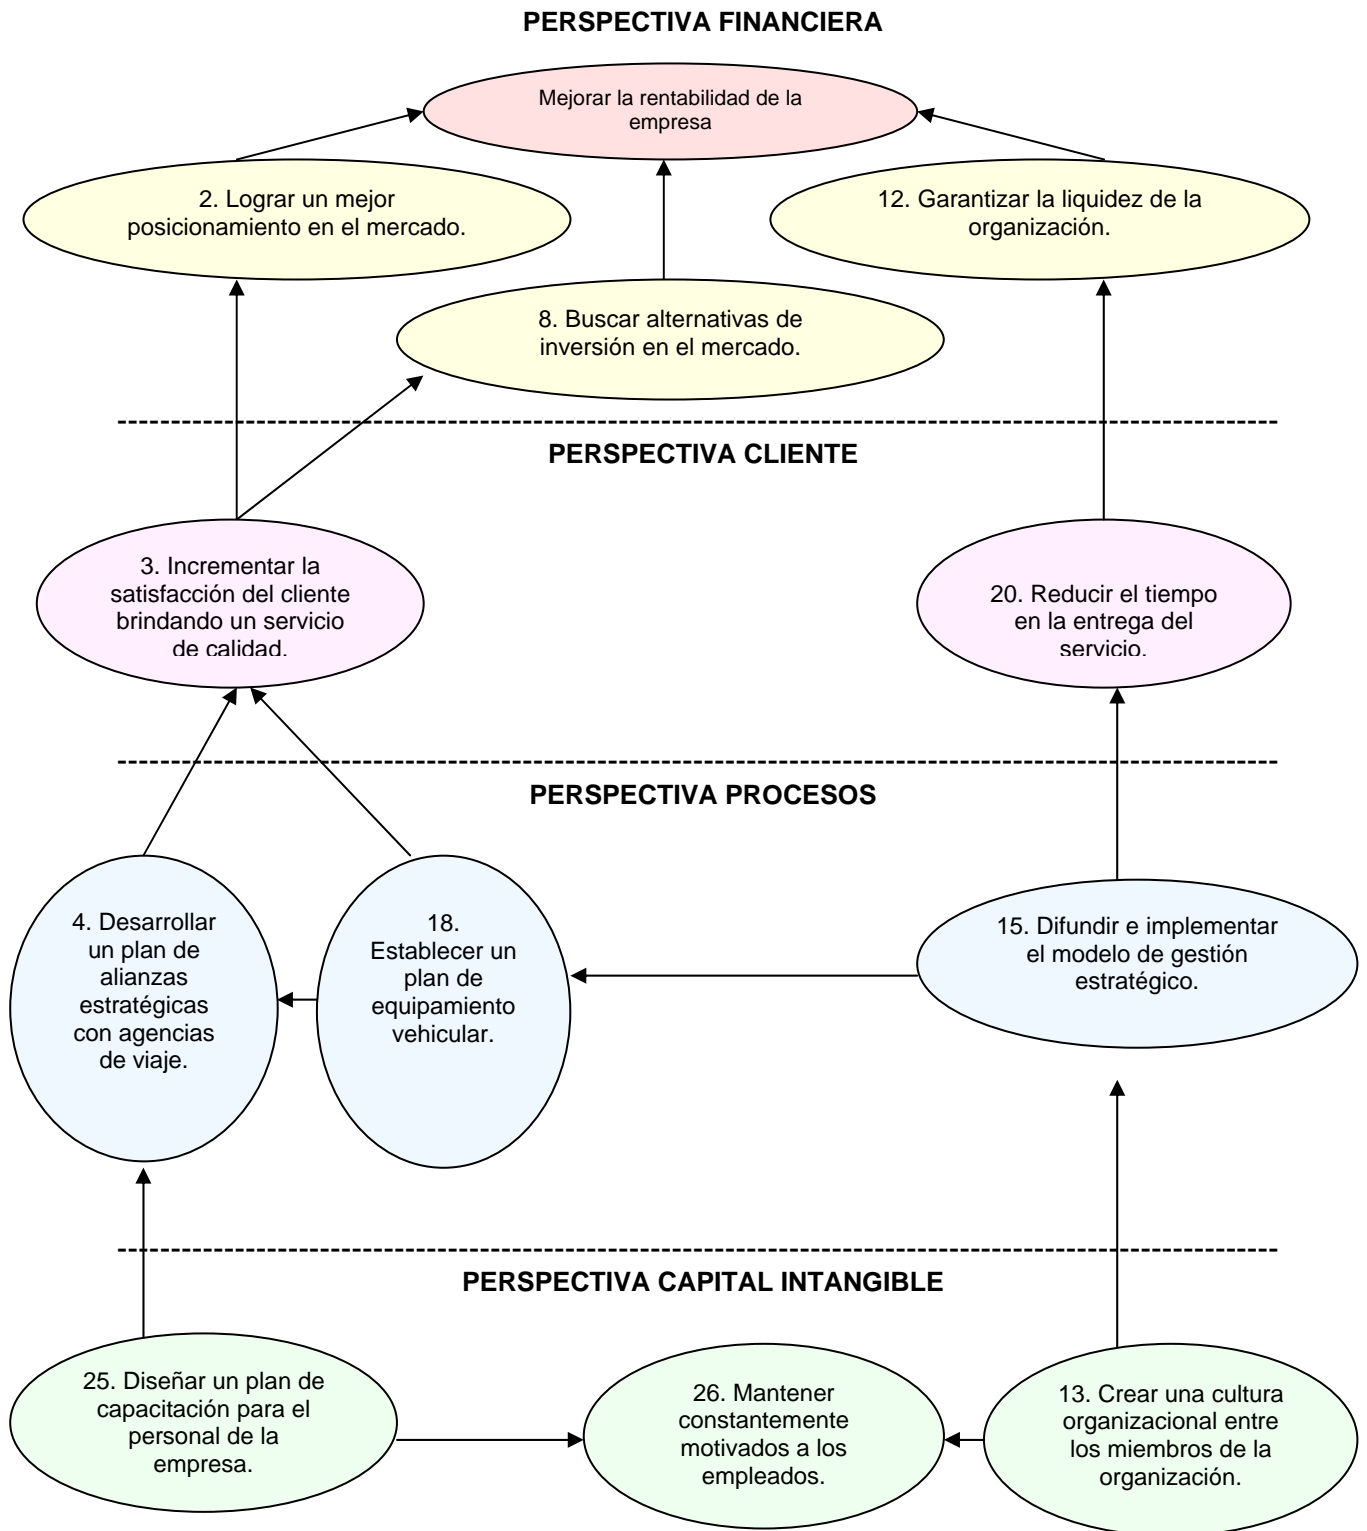 PERSPECTIVA FINANCIERA
Mejorar la rentabilidad de la
empresa
2. Lograr un mejor
posicionamiento en el mercado.
12. Garantizar la liquidez de la
organización.
8. Buscar alternativas de
inversión en el mercado.
PERSPECTIVA CLIENTE
3. Incrementar la
satisfacción del cliente
brindando un servicio
de calidad.
20. Reducir el tiempo
en la entrega del
servicio.
PERSPECTIVA PROCESOS
4. Desarrollar
un plan de
alianzas
estratégicas
con agencias
de viaje.
18.
Establecer un
plan de
equipamiento
vehicular.
15. Difundir e implementar
el modelo de gestión
estratégico.
PERSPECTIVA CAPITAL INTANGIBLE
25. Diseñar un plan de
capacitación para el
personal de la
empresa.
26. Mantener
constantemente
motivados a los
empleados.
13. Crear una cultura
organizacional entre
los miembros de la
organización.